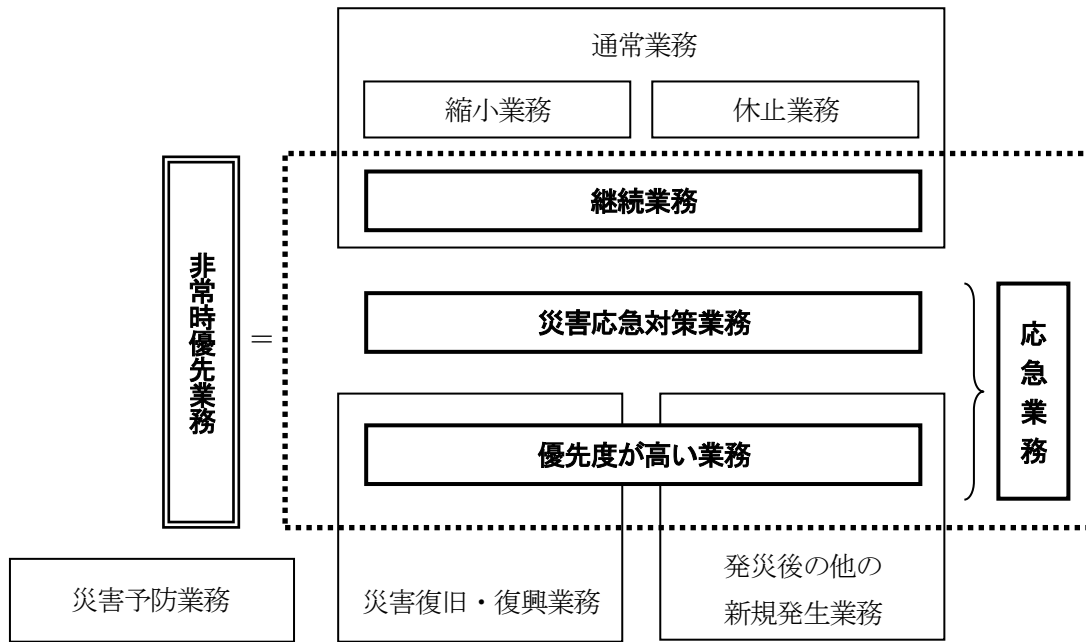 通常業務
縮小業務
休止業務
継続業務
非常時優先業務
＝
災害応急対策業務
応急業務
優先度が高い業務
災害予防業務
災害復旧・復興業務
発災後の他の
新規発生業務